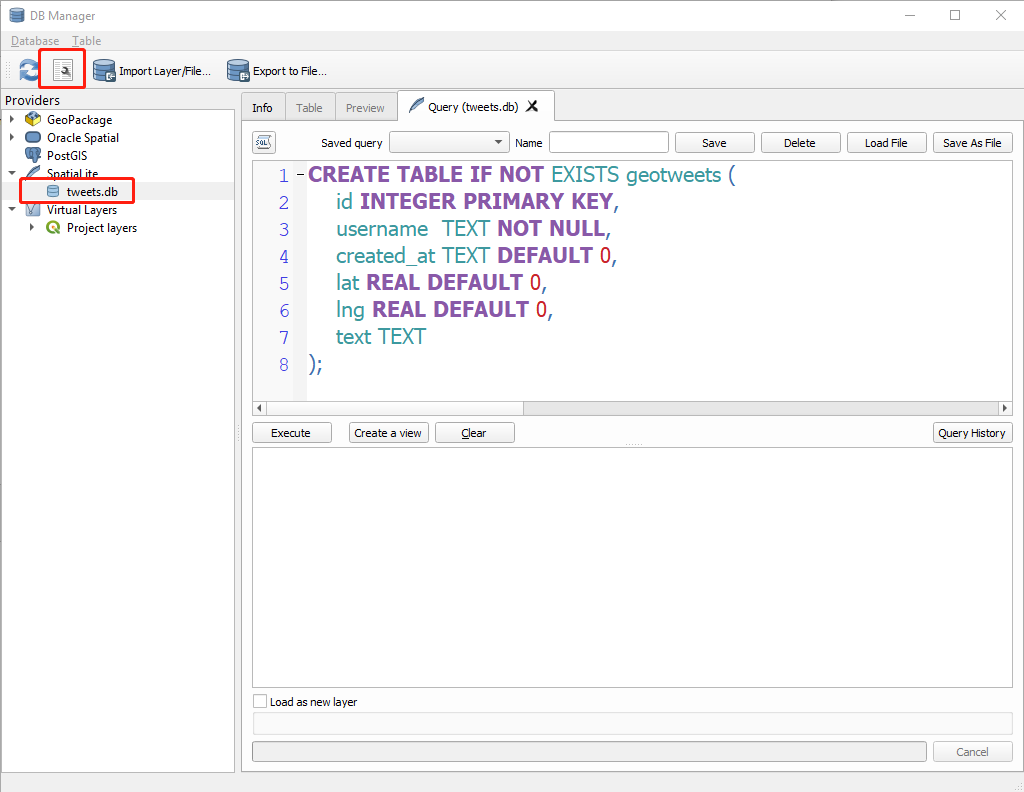 DB Manager
Database Table
Import Layer/File... Export to File...
Providers
GeoPackage
Oracle Spatial
PostGIS
SpatiaLite
tweets.db
Virtual Layers
Project layers
Info Table Preview Query (tweets.db)
SQL Saved query Name Save Delete Load File Save As File
1 CREATE TABLE IF NOT EXISTS geotweets (
2 id INTEGER PRIMARY KEY,
3 username TEXT NOT NULL,
4 created_at TEXT DEFAULT 0,
5 lat REAL DEFAULT 0,
6 lng REAL DEFAULT 0,
7 text TEXT
8 );
Execute Create a view Clear Query History
Load as new layer
Cancel